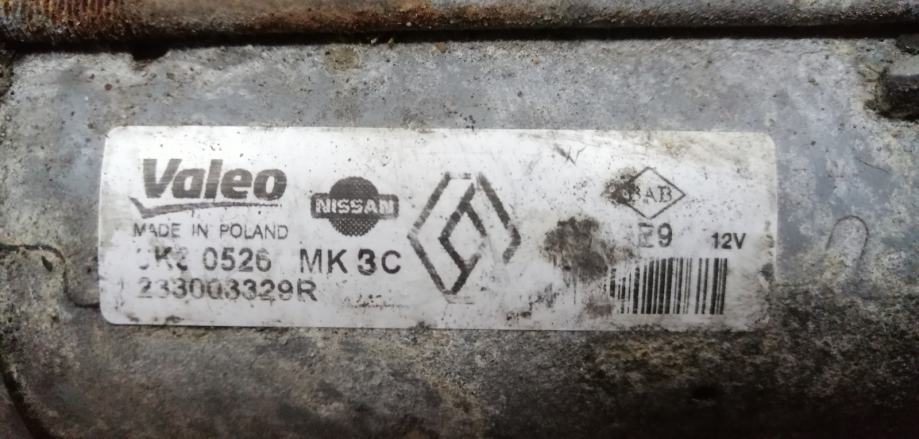 Valeo
NISSAN
MADE IN POLAND
12V
0526 MK 3C
233003329R